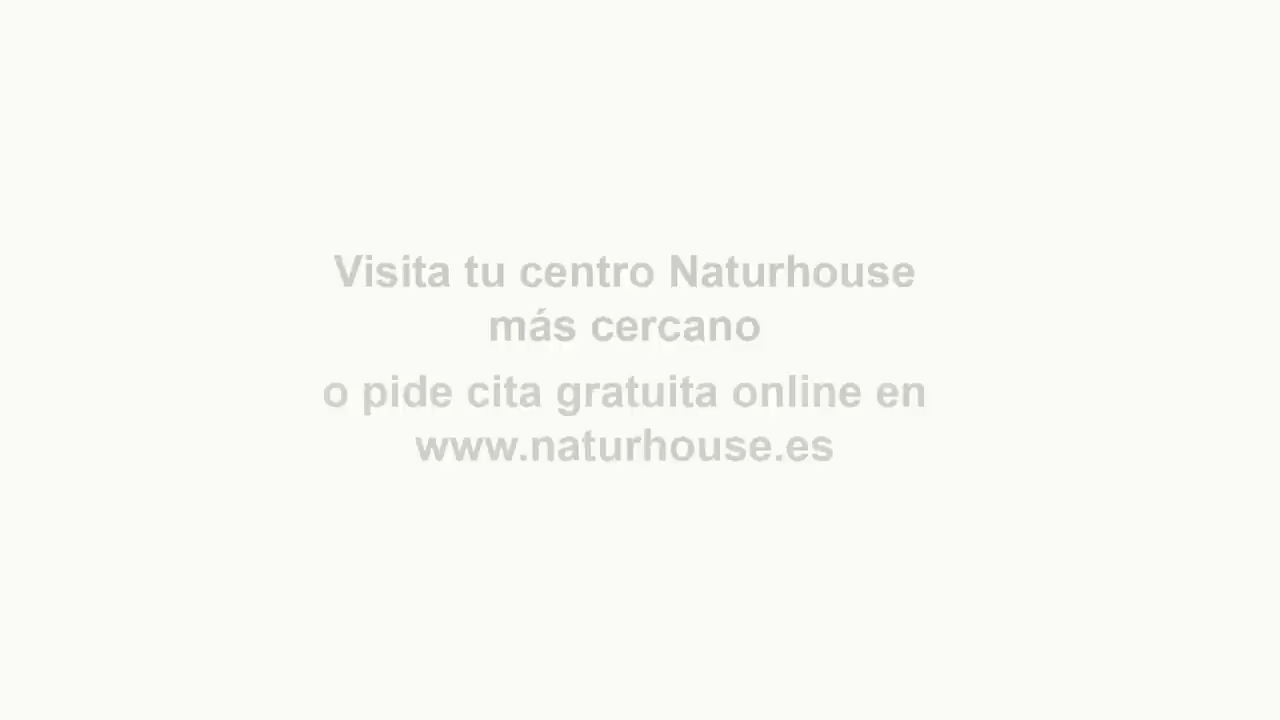 Visita tu centro Naturhouse
más cercano
o pide cita gratuita online en
www.naturhouse.es